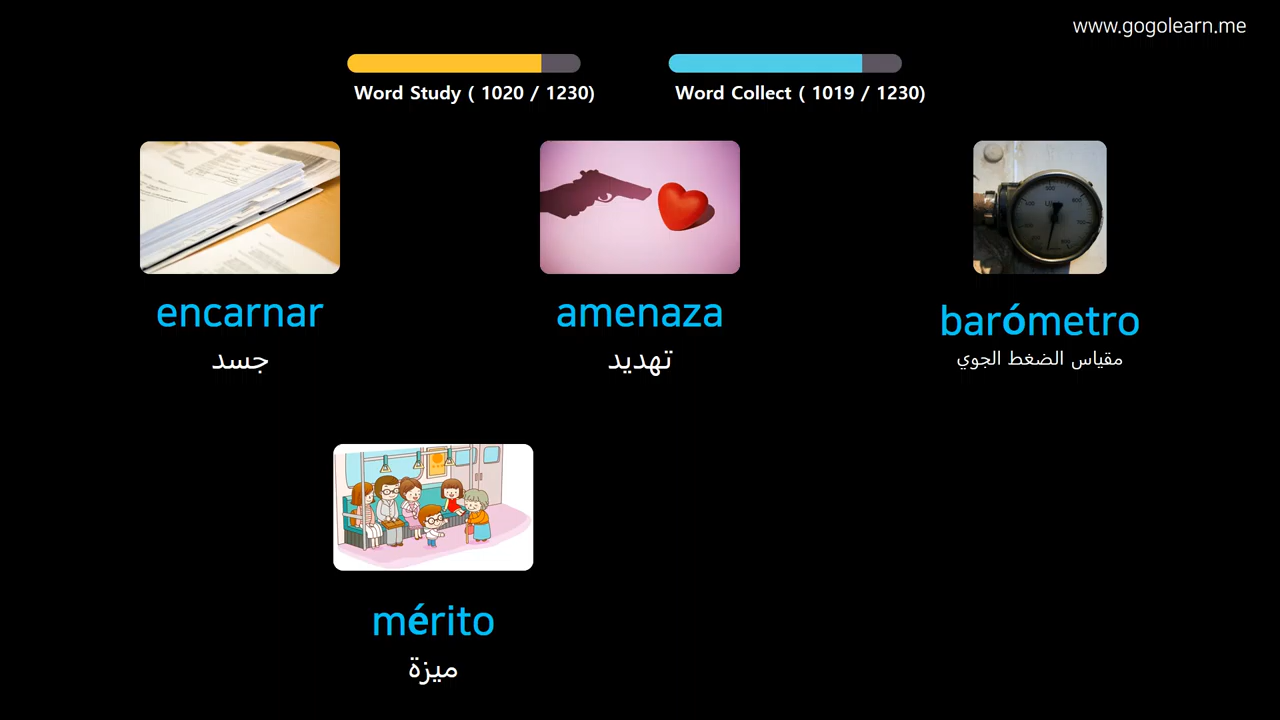 www.gogolearn.me
Word Study ( 1020 / 1230)
Word Collect ( 1019 / 1230)
encarnar
جسد
amenaza
تهديد
barómetro
مقياس الضغط الجوي
mérito
ميزة